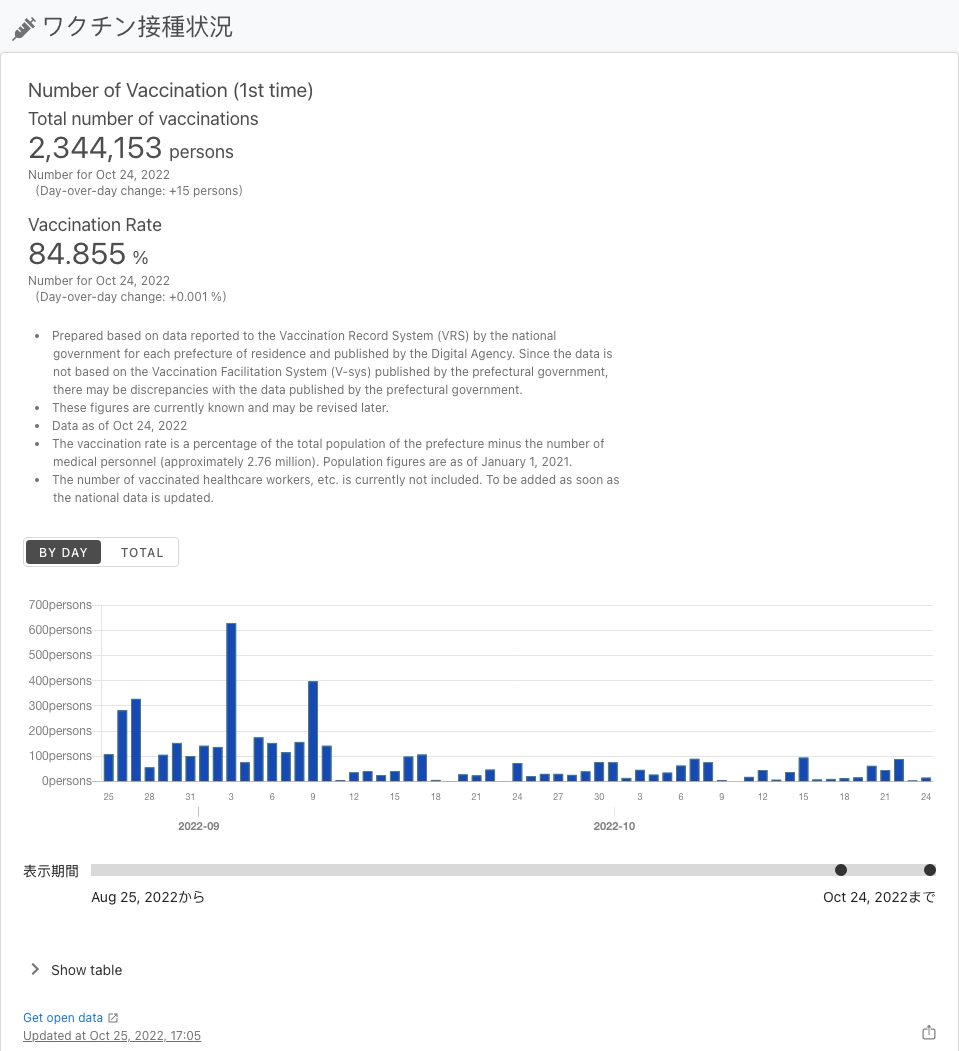 ワクチン接種状況
Number of Vaccination (1st time)
Total number of vaccinations
2,344,153 persons
Number for Oct 24, 2022
(Day-over-day change: +15 persons)
Vaccination Rate
84.855 %
Number for Oct 24, 2022
(Day-over-day change: +0.001 %)
• Prepared based on data reported to the Vaccination Record System (VRS) by the national
government for each prefecture of residence and published by the Digital Agency. Since the data is
not based on the Vaccination Facilitation System (V-sys) published by the prefectural government,
there may be discrepancies with the data published by the prefectural government.
• These figures are currently known and may be revised later.
• Data as of Oct 24, 2022
• The vaccination rate is a percentage of the total population of the prefecture minus the number of
medical personnel (approximately 2.76 million). Population figures are as of January 1, 2021.
• The number of vaccinated healthcare workers, etc. is currently not included. To be added as soon as
the national data is updated.
BY DAY TOTAL
700persons
600persons
500persons
400persons
300persons
200persons
100persons
0persons
25 28 31 3 6 9 12 15 18 21 24 27 30 3 6 9 12 15 18 21 24
2022-09 2022-10
表示期間
Aug 25, 2022から Oct 24, 2022まで
Show table
Get open data
Updated at Oct 25, 2022, 17:05